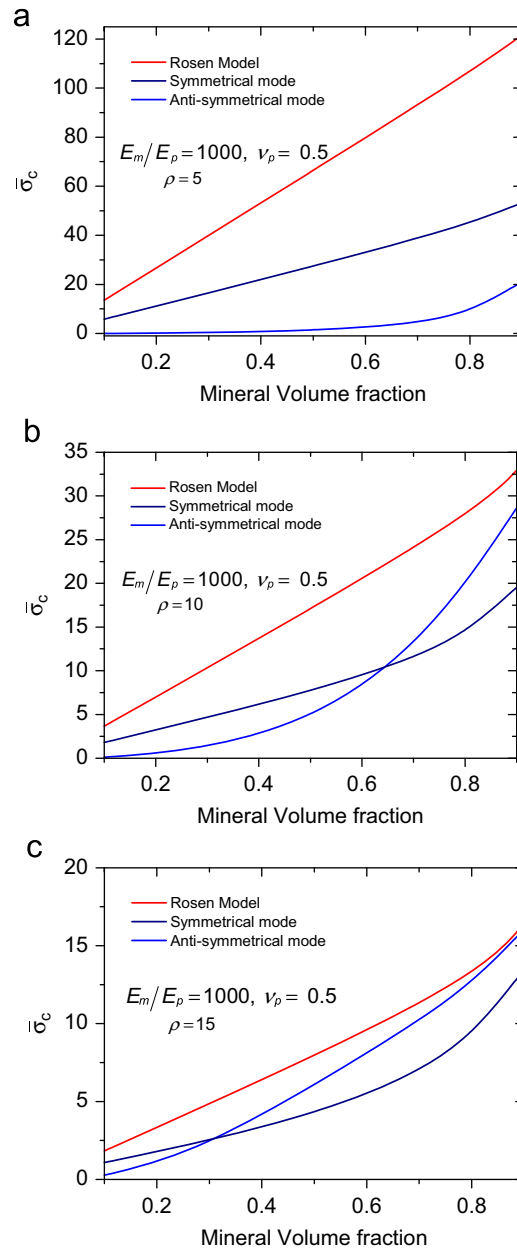 a
120
100
80
60
40
20
0
σ̄c
Rosen Model
Symmetrical mode
Anti-symmetrical mode
Em/Ep=1000, νp= 0.5
ρ=5
0.2 0.4 0.6 0.8
Mineral Volume fraction
b
35
30
25
20
15
10
5
0
σ̄c
Rosen Model
Symmetrical mode
Anti-symmetrical mode
Em/Ep=1000, νp= 0.5
ρ=10
0.2 0.4 0.6 0.8
Mineral Volume fraction
c
20
15
10
5
0
σ̄c
Rosen Model
Symmetrical mode
Anti-symmetrical mode
Em/Ep=1000, νp= 0.5
ρ=15
0.2 0.4 0.6 0.8
Mineral Volume fraction